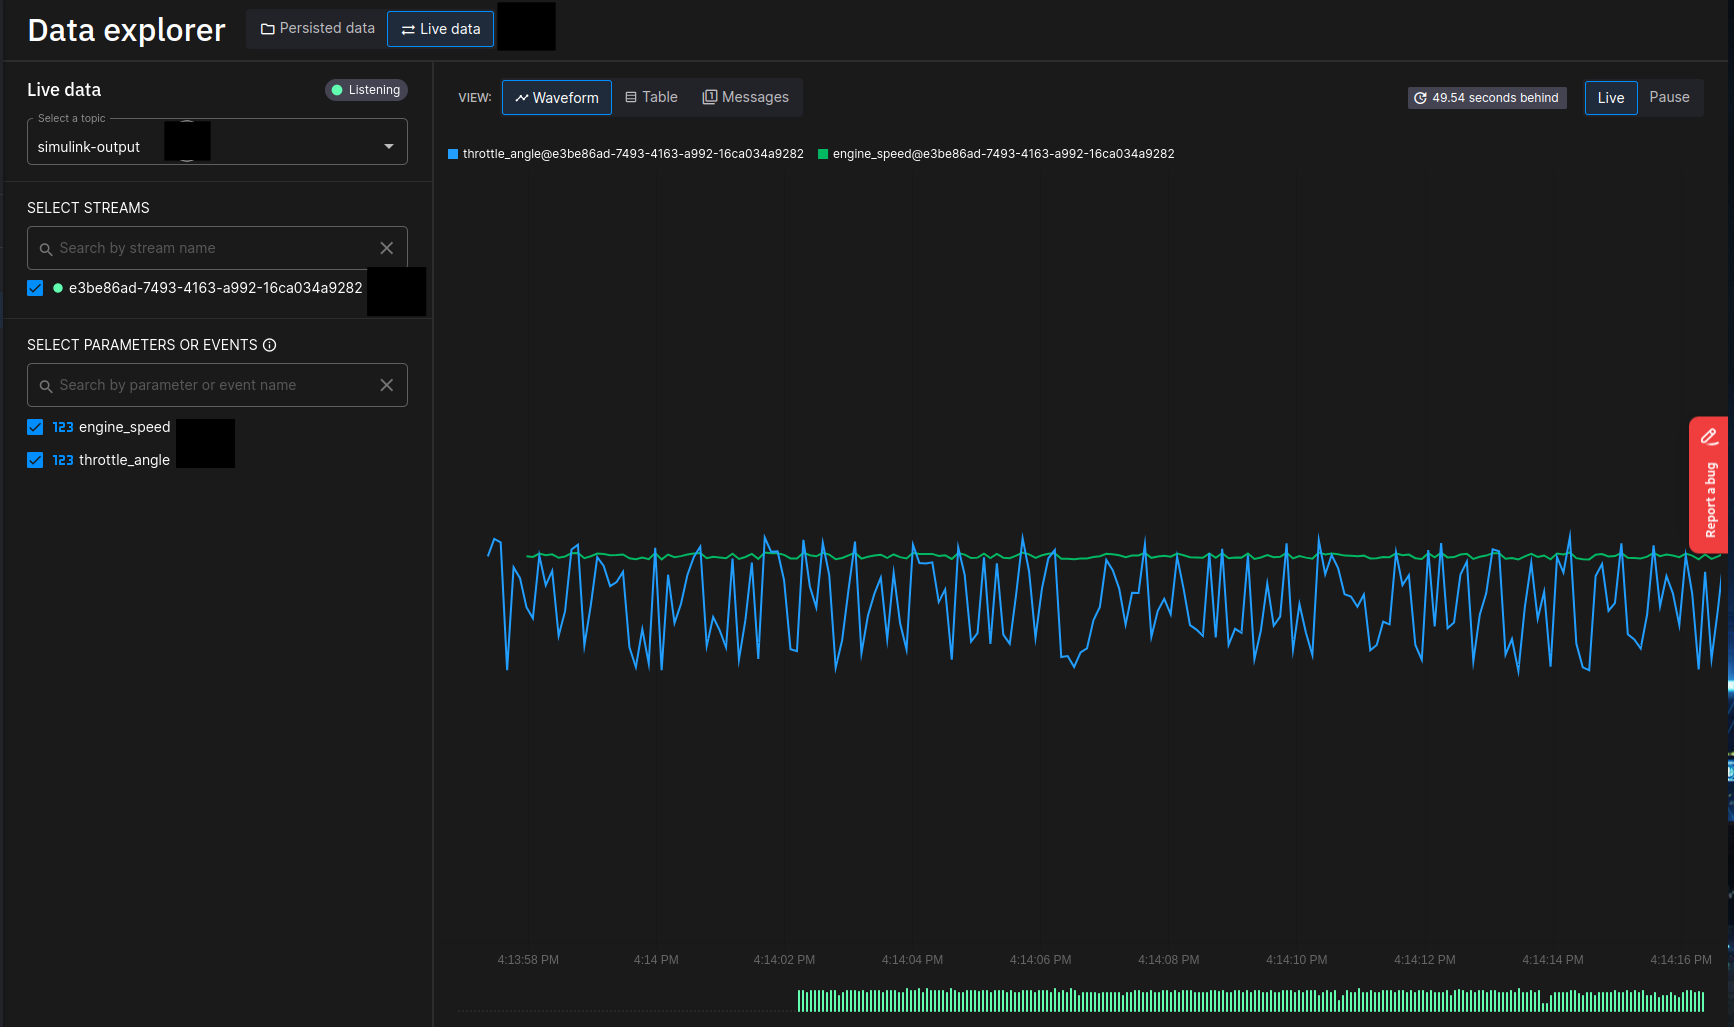 Data explorer
Persisted data
Live data
Live data
Listening
Select a topic
simulink-output
SELECT STREAMS
Search by stream name
e3be86ad-7493-4163-a992-16ca034a9282
SELECT PARAMETERS OR EVENTS
Search by parameter or event name
123 engine_speed
123 throttle_angle
VIEW:
Waveform
Table
Messages
49.54 seconds behind
Live
Pause
throttle_angle@e3be86ad-7493-4163-a992-16ca034a9282
engine_speed@e3be86ad-7493-4163-a992-16ca034a9282
Report a bug
4:13:58 PM
4:14 PM
4:14:02 PM
4:14:04 PM
4:14:06 PM
4:14:08 PM
4:14:10 PM
4:14:12 PM
4:14:14 PM
4:14:16 PM